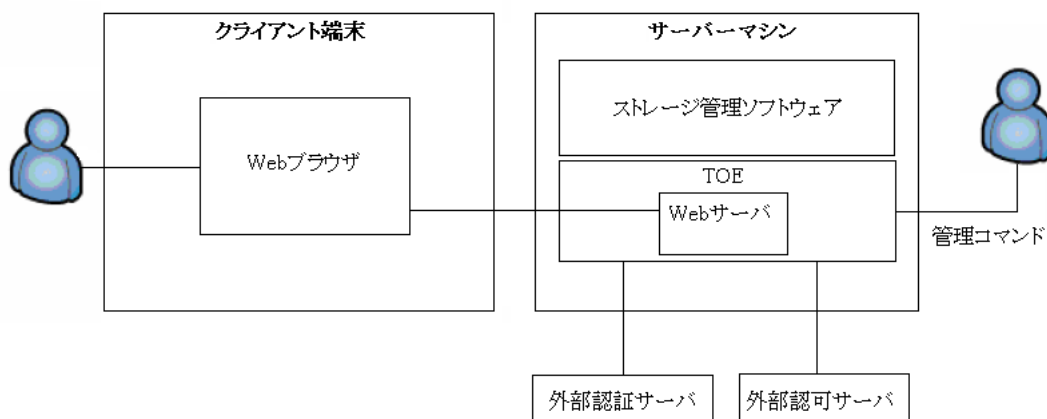 クライアント端末
サーバーマシン
ストレージ管理ソフトウェア
Webブラウザ
TOE
Webサーバ
管理コマンド
外部認証サーバ
外部認可サーバ